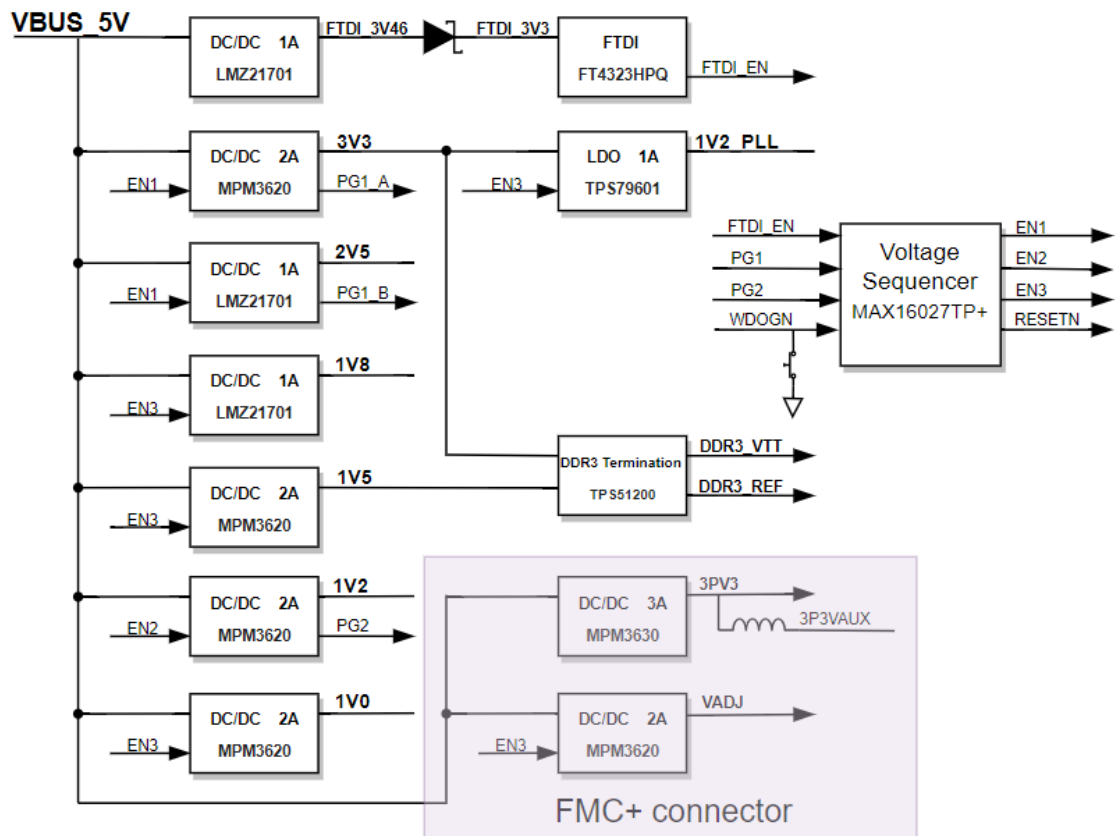 VBUS_5V
DC/DC 1A
LMZ21701
FTDI_3V46
FTDI_3V3
FTDI
FT4323HPQ
FTDI_EN
DC/DC 2A
MPM3620
EN1
3V3
PG1_A
LDO 1A
TPS79601
EN3
1V2_PLL
DC/DC 1A
LMZ21701
EN1
2V5
PG1_B
FTDI_EN
PG1
PG2
WDOGN
Voltage
Sequencer
MAX16027TP+
EN1
EN2
EN3
RESETN
DC/DC 1A
LMZ21701
EN3
1V8
DC/DC 2A
MPM3620
EN3
1V5
DDR3 Termination
TPS51200
DDR3_VTT
DDR3_REF
DC/DC 2A
MPM3620
EN2
1V2
PG2
DC/DC 3A
MPM3630
3PV3
3P3VAUX
DC/DC 2A
MPM3620
EN3
1V0
DC/DC 2A
MPM3620
EN3
VADJ
FMC+ connector